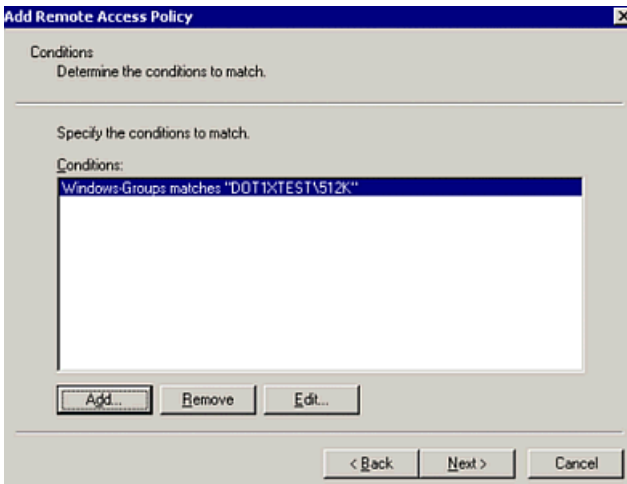 Add Remote Access Policy
Conditions
Determine the conditions to match.
Specify the conditions to match.
Conditions:
Windows-Groups matches "DOT1XTEST\512K"
Add...
Remove
Edit...
< Back
Next >
Cancel